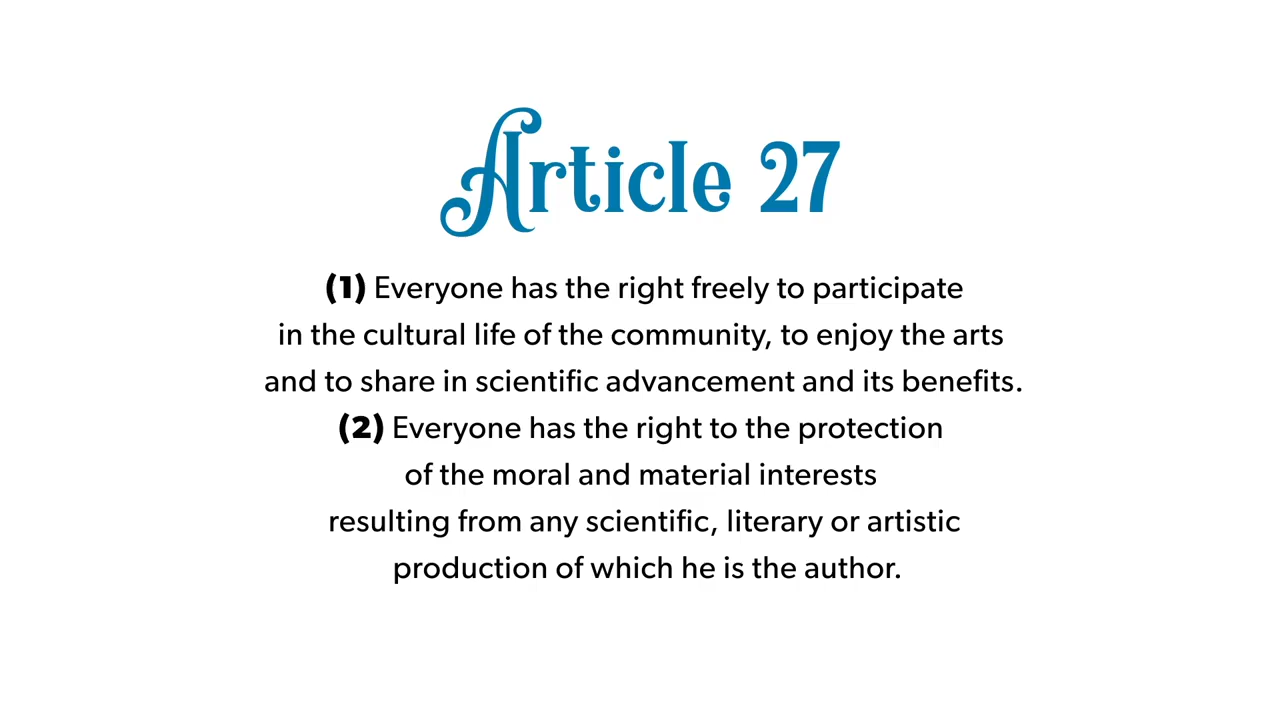 Article 27
(1) Everyone has the right freely to participate
in the cultural life of the community, to enjoy the arts
and to share in scientific advancement and its benefits.
(2) Everyone has the right to the protection
of the moral and material interests
resulting from any scientific, literary or artistic
production of which he is the author.